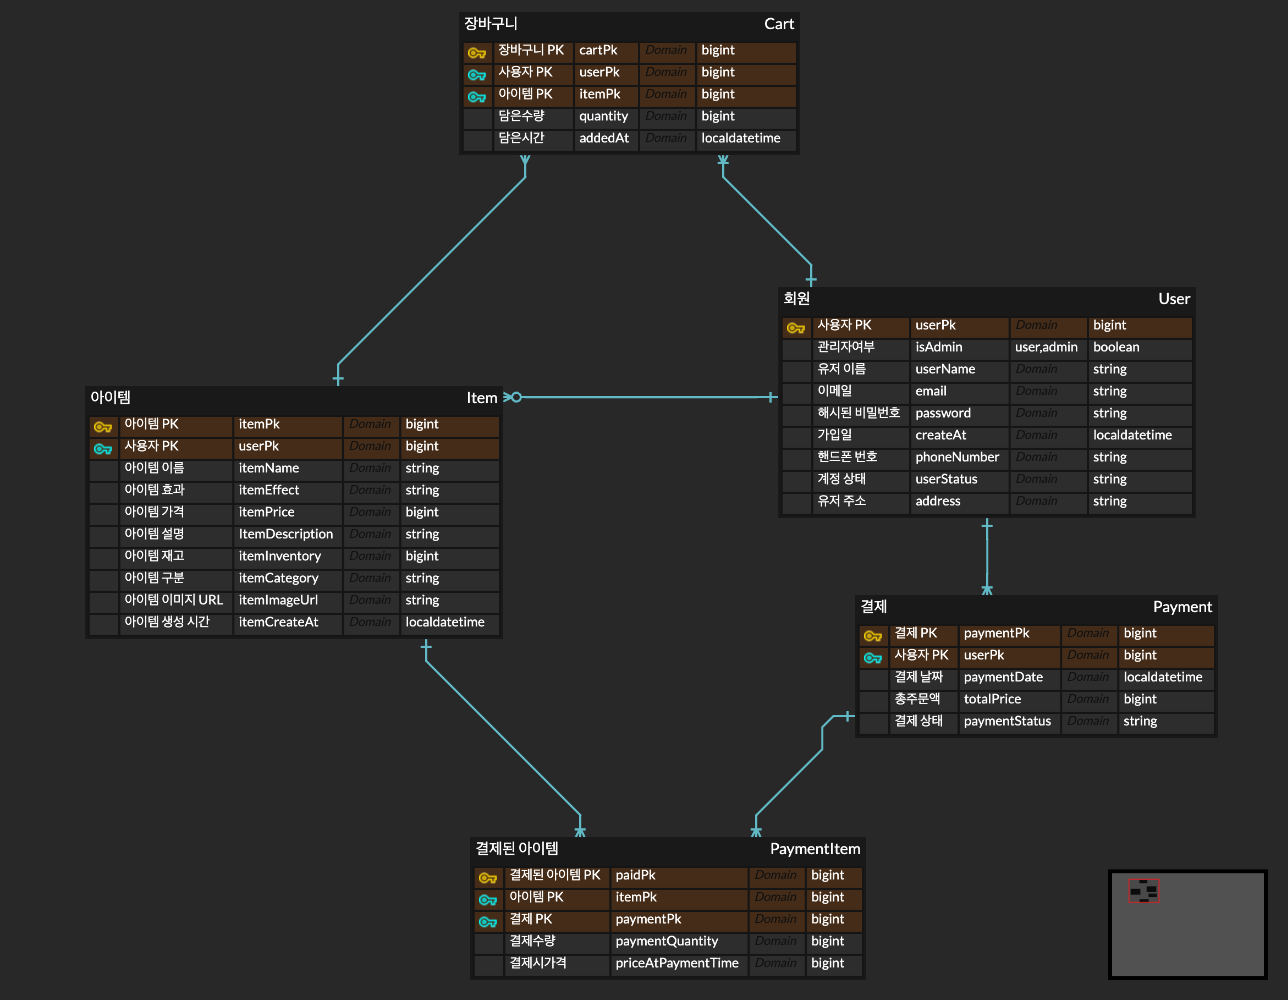 장바구니 Cart
장바구니 PK cartPk Domain bigint
사용자 PK userPk Domain bigint
아이템 PK itemPk Domain bigint
담은수량 quantity Domain bigint
담은시간 addedAt Domain localdatetime
회원 User
사용자 PK userPk Domain bigint
관리자여부 isAdmin user,admin boolean
유저 이름 userName Domain string
이메일 email Domain string
해시된 비밀번호 password Domain string
가입일 createAt Domain localdatetime
핸드폰 번호 phoneNumber Domain string
계정 상태 userStatus Domain string
유저 주소 address Domain string
아이템 Item
아이템 PK itemPk Domain bigint
사용자 PK userPk Domain bigint
아이템 이름 itemName Domain string
아이템 효과 itemEffect Domain string
아이템 가격 itemPrice Domain bigint
아이템 설명 ItemDescription Domain string
아이템 재고 itemInventory Domain bigint
아이템 구분 itemCategory Domain string
아이템 이미지 URL itemImageUrl Domain string
아이템 생성 시간 itemCreateAt Domain localdatetime
결제 Payment
결제 PK paymentPk Domain bigint
사용자 PK userPk Domain bigint
결제 날짜 paymentDate Domain localdatetime
총주문액 totalPrice Domain bigint
결제 상태 paymentStatus Domain string
결제된 아이템 PaymentItem
결제된 아이템 PK paidPk Domain bigint
아이템 PK itemPk Domain bigint
결제 PK paymentPk Domain bigint
결제수량 paymentQuantity Domain bigint
결제시가격 priceAtPaymentTime Domain bigint